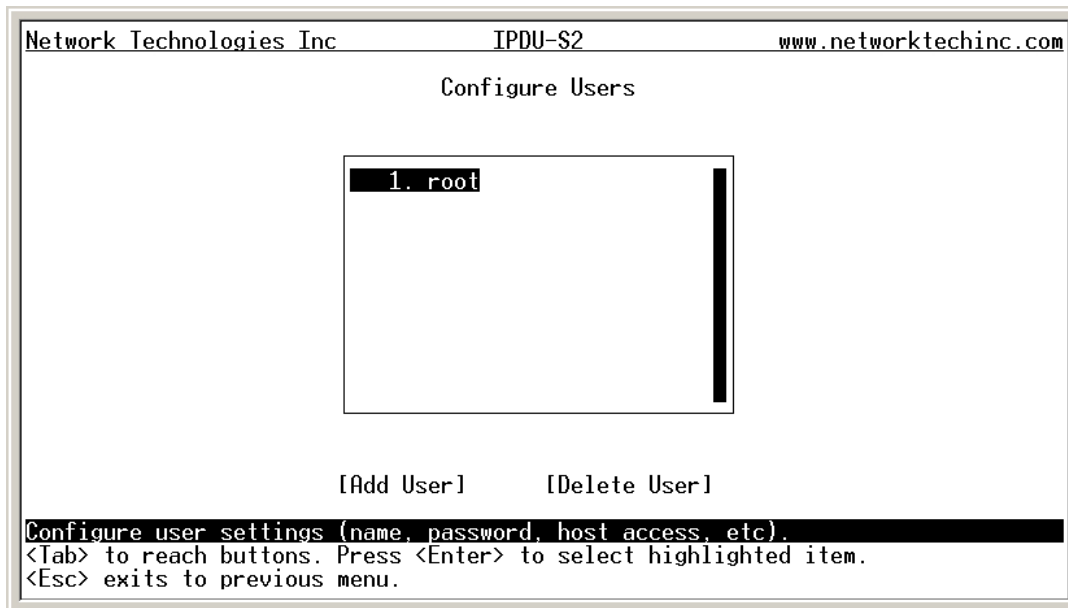 Network Technologies Inc IPDU-S2 www.networktechinc.com
Configure Users
1. root
[Add User] [Delete User]
Configure user settings (name, password, host access, etc).
<Tab> to reach buttons. Press <Enter> to select highlighted item.
<Esc> exits to previous menu.